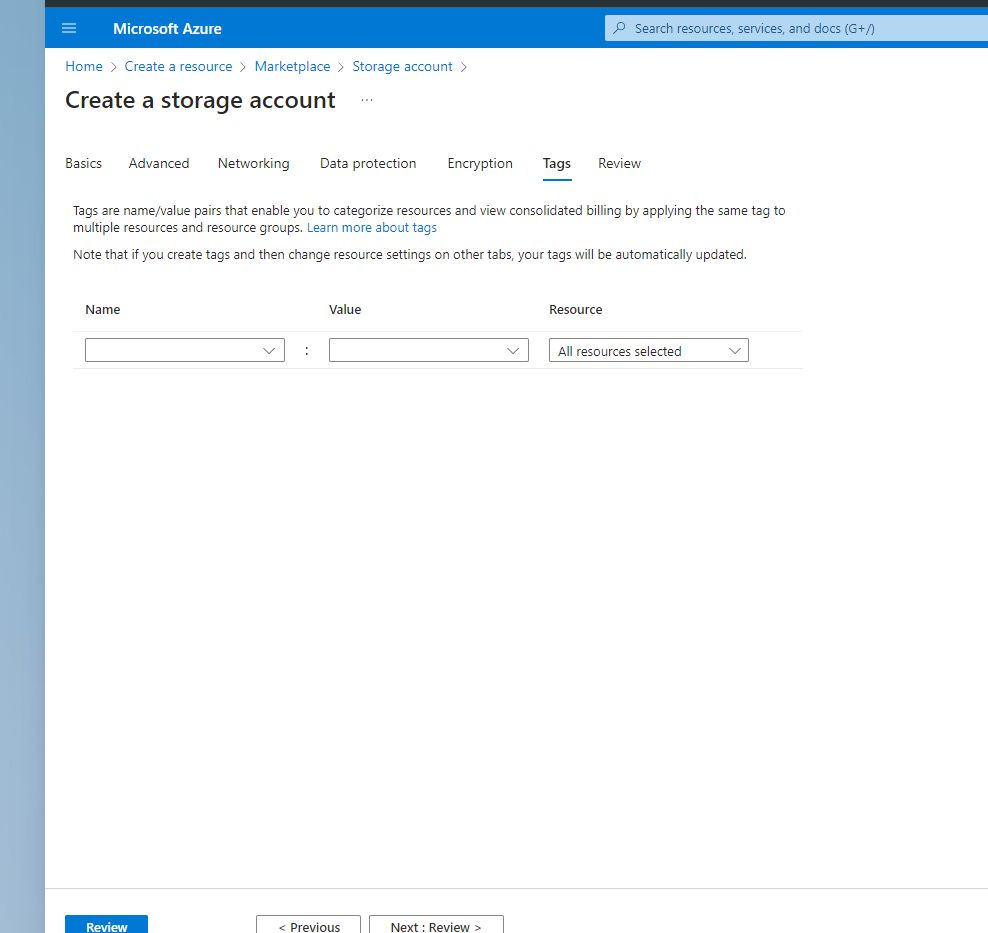 Microsoft Azure
Search resources, services, and docs (G+/)
Home > Create a resource > Marketplace > Storage account >
Create a storage account ...
Basics Advanced Networking Data protection Encryption Tags Review
Tags are name/value pairs that enable you to categorize resources and view consolidated billing by applying the same tag to
multiple resources and resource groups. Learn more about tags
Note that if you create tags and then change resource settings on other tabs, your tags will be automatically updated.
Name Value Resource
: All resources selected
Review < Previous Next : Review >